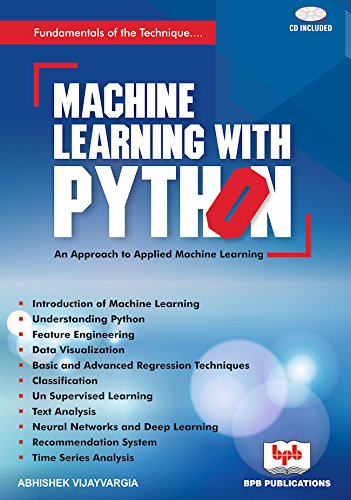 Fundamentals of the Technique....
CD INCLUDED
MACHINE
LEARNING WITH
PYTHON
An Approach to Applied Machine Learning
Introduction of Machine Learning
Understanding Python
Feature Engineering
Data Visualization
Basic and Advanced Regression Techniques
Classification
Un Supervised Learning
Text Analysis
Neural Networks and Deep Learning
Recommendation System
Time Series Analysis
ABHISHEK VIJAYVARGIA
bpb
BPB PUBLICATIONS